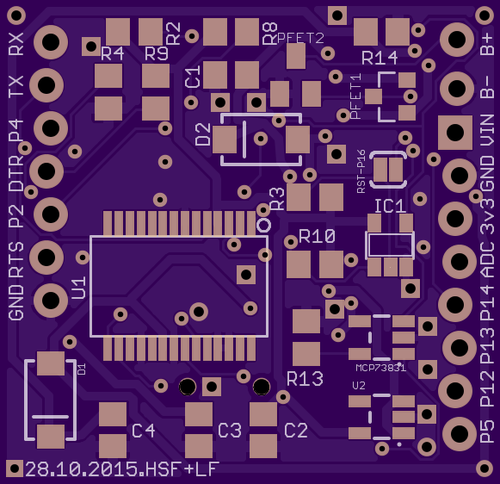 RX
TX
P4
DTR
P2
RTS
GND
R4
R9
R2
R8
PFET2
R14
B+
B-
VIN
GND
3v3
ADC
P14
P13
P12
P5
C1
D2
PFET1
RST-P16
R3
IC1
R10
U1
R13
MCP73831
U2
D1
C4
C3
C2
28.10.2015.HSF+LF